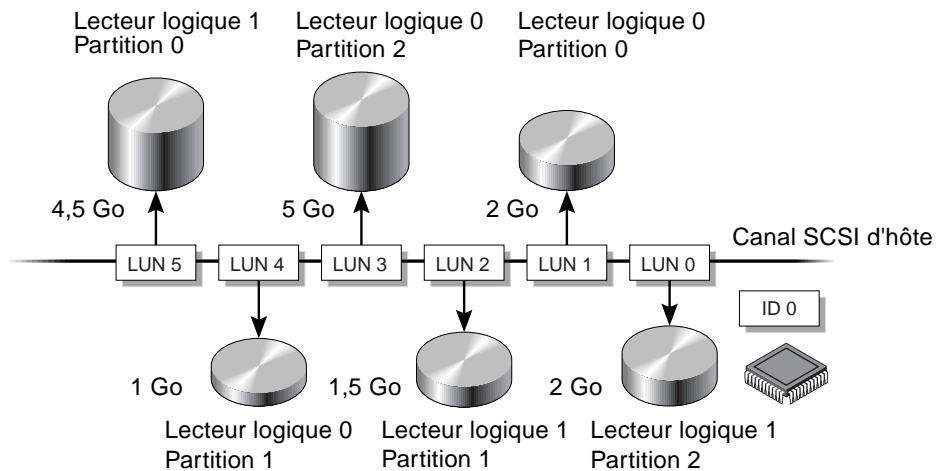 Lecteur logique 1
Partition 0
Lecteur logique 0
Partition 2
Lecteur logique 0
Partition 0
4,5 Go
5 Go
2 Go
Canal SCSI d'hôte
LUN 5
LUN 4
LUN 3
LUN 2
LUN 1
LUN 0
ID 0
1 Go
1,5 Go
2 Go
Lecteur logique 0
Partition 1
Lecteur logique 1
Partition 1
Lecteur logique 1
Partition 2